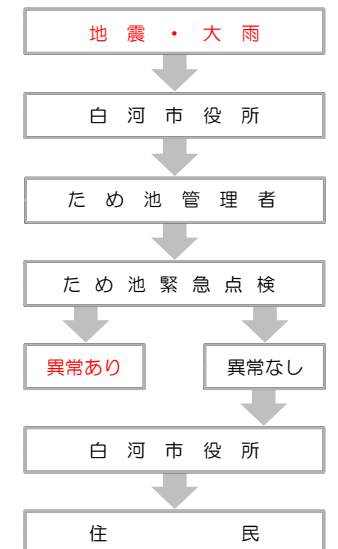 地震・大雨
白河市役所
ため池管理者
ため池緊急点検
異常あり
異常なし
白河市役所
住民